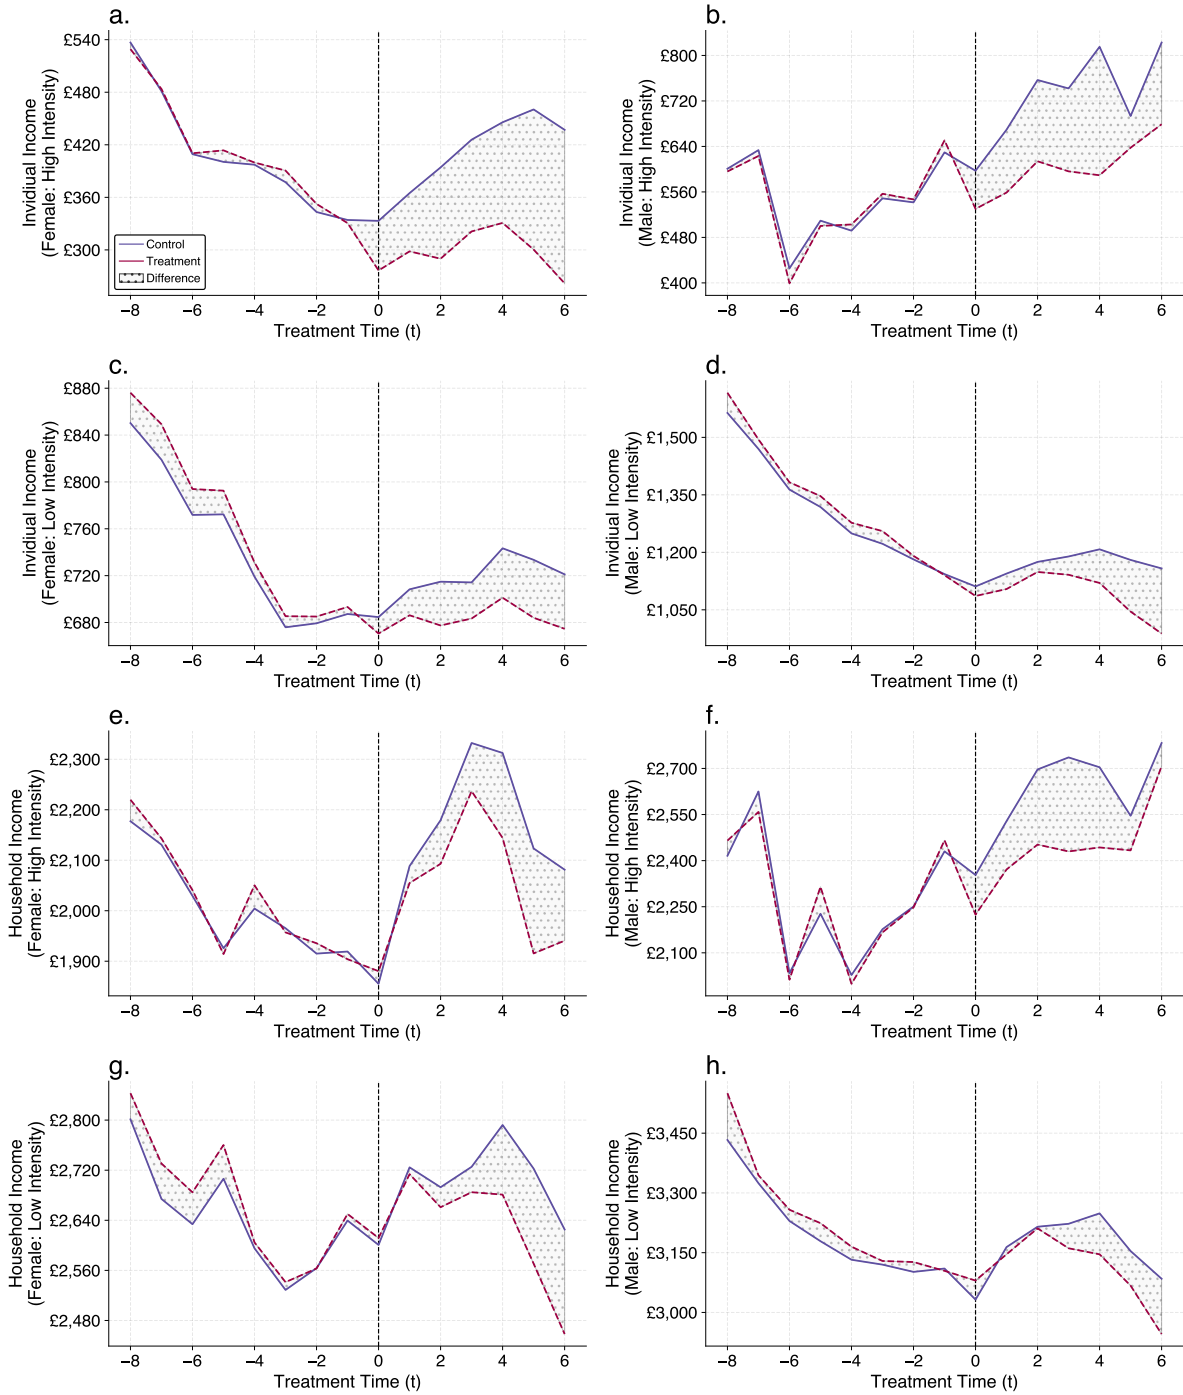 a.
Invidiual Income
(Female: High Intensity)
£540
£480
£420
£360
£300
Control
Treatment
Difference
−8 −6 −4 −2 0 2 4 6
Treatment Time (t)
b.
Invidiual Income
(Male: High Intensity)
£800
£720
£640
£560
£480
£400
−8 −6 −4 −2 0 2 4 6
Treatment Time (t)
c.
Invidiual Income
(Female: Low Intensity)
£880
£840
£800
£760
£720
£680
−8 −6 −4 −2 0 2 4 6
Treatment Time (t)
d.
Invidiual Income
(Male: Low Intensity)
£1,500
£1,350
£1,200
£1,050
−8 −6 −4 −2 0 2 4 6
Treatment Time (t)
e.
Household Income
(Female: High Intensity)
£2,300
£2,200
£2,100
£2,000
£1,900
−8 −6 −4 −2 0 2 4 6
Treatment Time (t)
f.
Household Income
(Male: High Intensity)
£2,700
£2,550
£2,400
£2,250
£2,100
−8 −6 −4 −2 0 2 4 6
Treatment Time (t)
g.
Household Income
(Female: Low Intensity)
£2,800
£2,720
£2,640
£2,560
£2,480
−8 −6 −4 −2 0 2 4 6
Treatment Time (t)
h.
Household Income
(Male: Low Intensity)
£3,450
£3,300
£3,150
£3,000
−8 −6 −4 −2 0 2 4 6
Treatment Time (t)